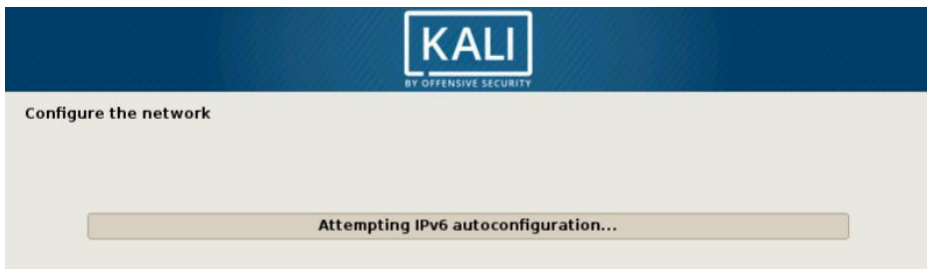 KALI
BY OFFENSIVE SECURITY
Configure the network
Attempting IPv6 autoconfiguration...